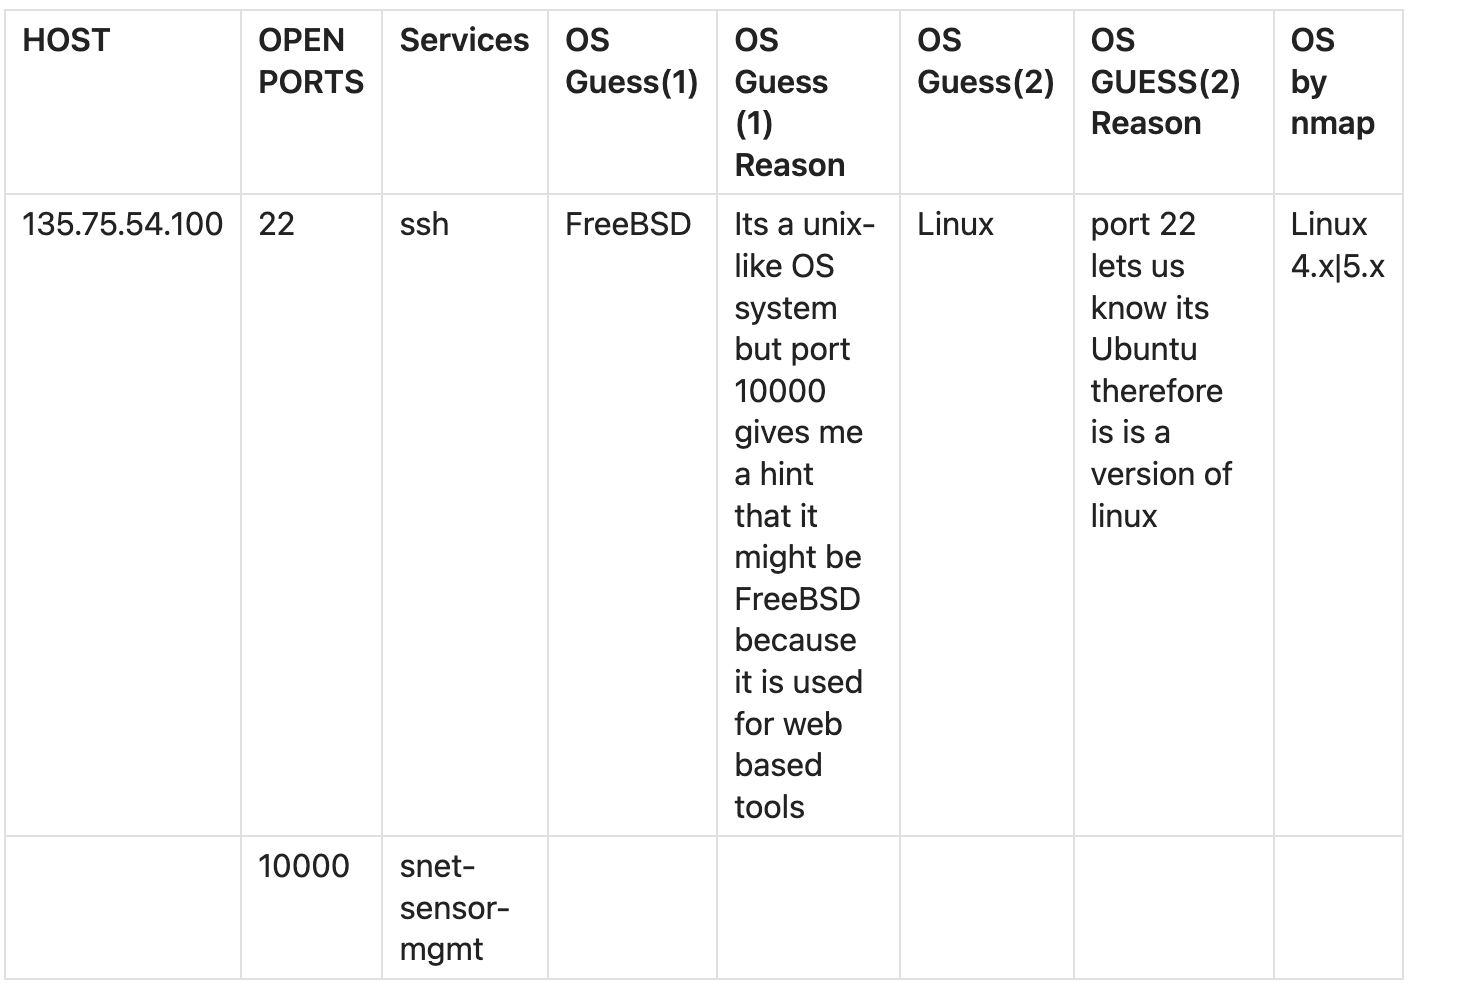 HOST
OPEN
PORTS
Services
OS
Guess(1)
OS
Guess
(1)
Reason
OS
Guess(2)
OS
GUESS(2)
Reason
OS
by
nmap
135.75.54.100
22
ssh
FreeBSD
Its a unix-
like OS
system
but port
10000
gives me
a hint
that it
might be
FreeBSD
because
it is used
for web
based
tools
Linux
port 22
lets us
know its
Ubuntu
therefore
is is a
version of
linux
Linux
4.x|5.x
10000
snet-
sensor-
mgmt